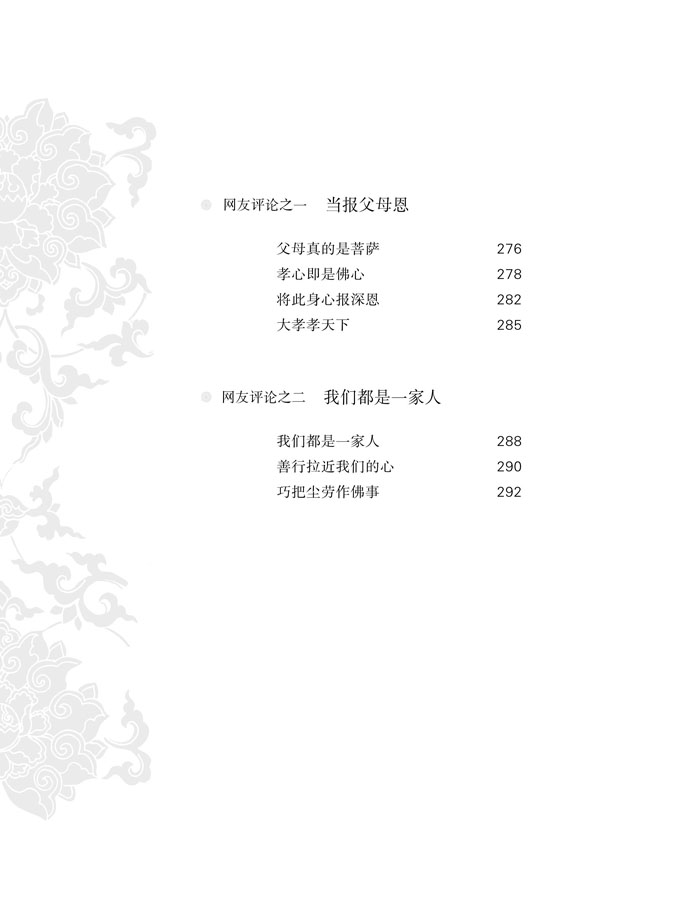 网友评论之一 当报父母恩
父母真的是菩萨 276
孝心即是佛心 278
将此身心报深恩 282
大孝孝天下 285
网友评论之二 我们都是一家人
我们都是一家人 288
善行拉近我们的心 290
巧把尘劳作佛事 292